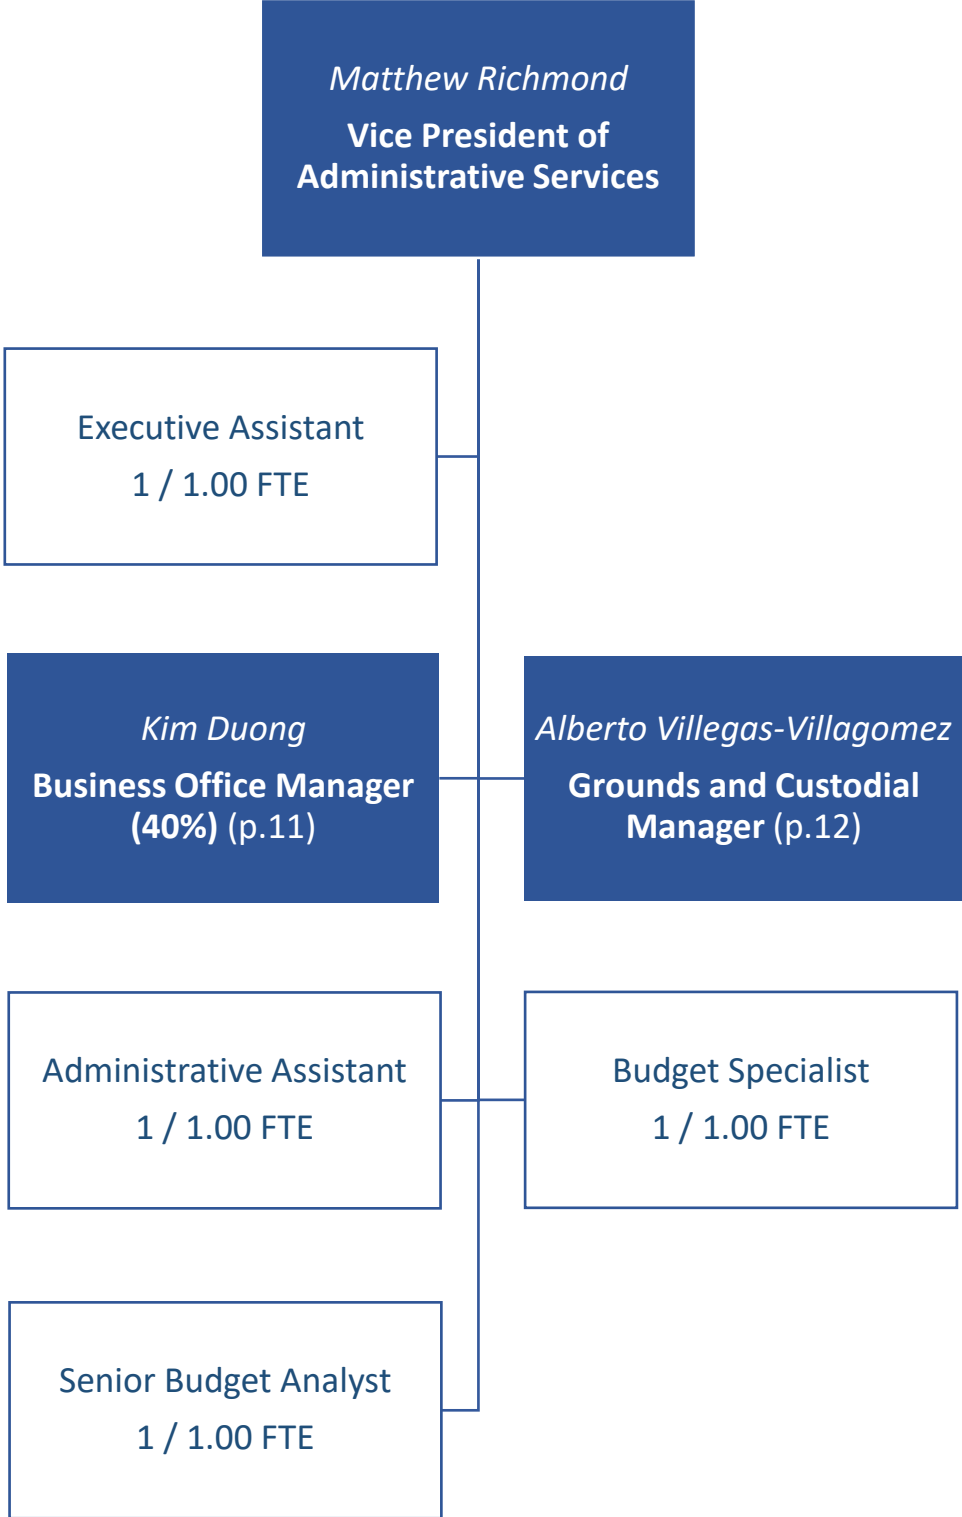 Matthew Richmond
Vice President of
Administrative Services
Executive Assistant
1 / 1.00 FTE
Kim Duong
Business Office Manager
(40%) (p.11)
Alberto Villegas-Villagomez
Grounds and Custodial
Manager (p.12)
Administrative Assistant
1 / 1.00 FTE
Budget Specialist
1 / 1.00 FTE
Senior Budget Analyst
1 / 1.00 FTE